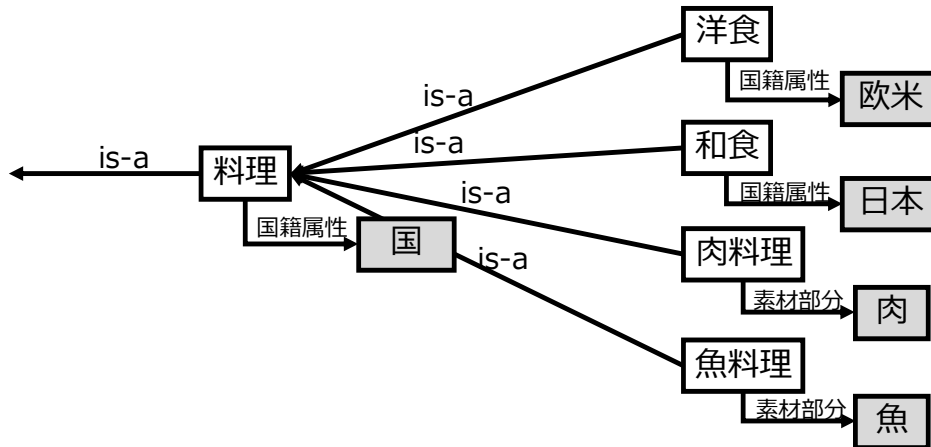 洋食
国籍属性
欧米
is-a
is-a
和食
is-a
料理
国籍属性
日本
is-a
国籍属性
国
肉料理
is-a
素材部分
肉
魚料理
素材部分
魚